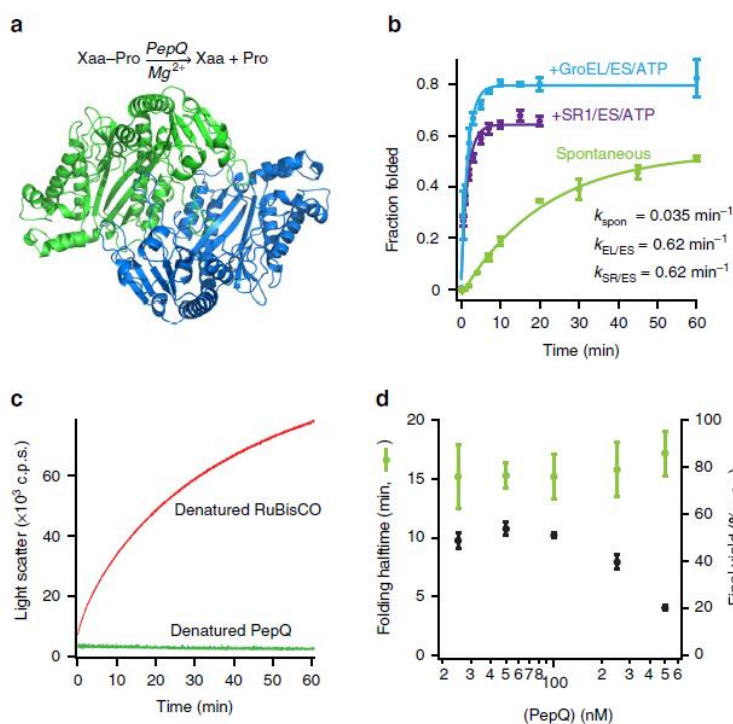 a
Xaa–Pro PepQ Mg2+ Xaa + Pro
b
Fraction folded
0.8
0.6
0.4
0.2
0
+GroEL/ES/ATP
+SR1/ES/ATP
Spontaneous
kspon = 0.035 min–1
kEL/ES = 0.62 min–1
kSR/ES = 0.62 min–1
0 10 20 30 40 50 60
Time (min)
c
Light scatter (×10³ c.p.s.)
60
40
20
0
Denatured RuBisCO
Denatured PepQ
0 10 20 30 40 50 60
Time (min)
d
Folding halftime (min, )
20
15
10
5
0
100
80
60
40
20
0
2 3 4 5 6 7 8 100 2 3 4 5 6
(PepQ) (nM)